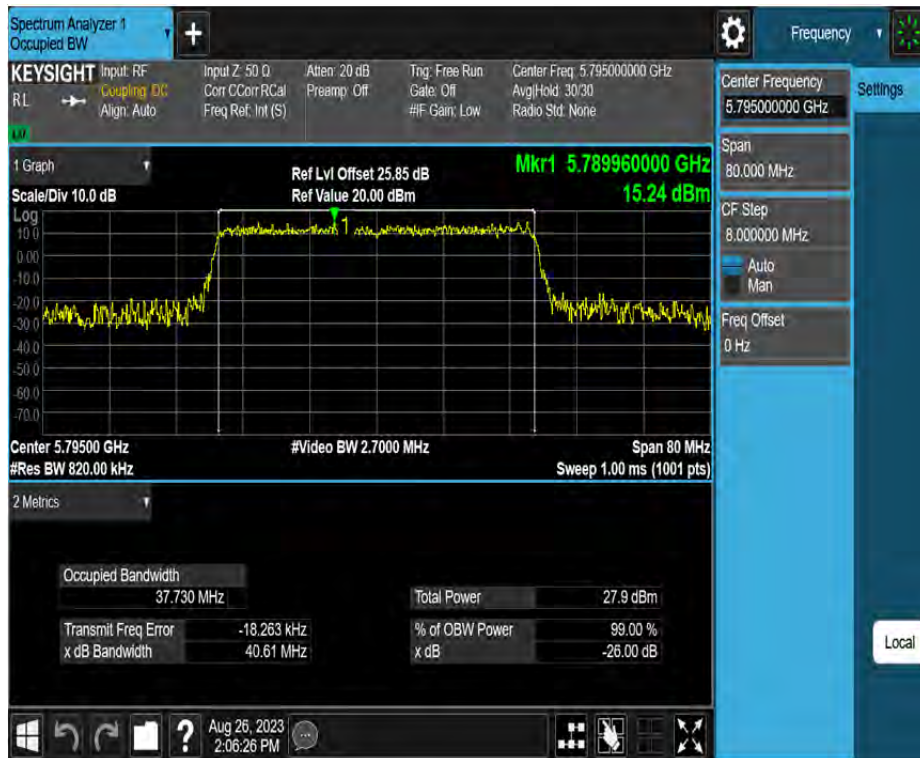 Spectrum Analyzer 1
Occupied BW
+
Frequency
KEYSIGHT
RL
Input: RF
Coupling: DC
Align: Auto
Input Z: 50 Ω
Corr CCorr RCal
Freq Ref: Int (S)
Atten: 20 dB
Preamp: Off
Trig: Free Run
Gate: Off
#IF Gain: Low
Center Freq: 5.795000000 GHz
Avg|Hold: 30/30
Radio Std: None
Center Frequency
5.795000000 GHz
Settings
Span
80.000 MHz
CF Step
8.000000 MHz
Auto
Man
Freq Offset
0 Hz
1 Graph
Scale/Div 10.0 dB
Ref Lvl Offset 25.85 dB
Ref Value 20.00 dBm
Mkr1 5.789960000 GHz
15.24 dBm
Log
10.0
0.00
-10.0
-20.0
-30.0
-40.0
-50.0
-60.0
-70.0
1
Center 5.79500 GHz
#Video BW 2.7000 MHz
Span 80 MHz
#Res BW 820.00 kHz
Sweep 1.00 ms (1001 pts)
2 Metrics
Occupied Bandwidth
37.730 MHz
Total Power
27.9 dBm
Transmit Freq Error
-18.263 kHz
% of OBW Power
99.00 %
x dB Bandwidth
40.61 MHz
x dB
-26.00 dB
Local
?
Aug 26, 2023
2:06:26 PM